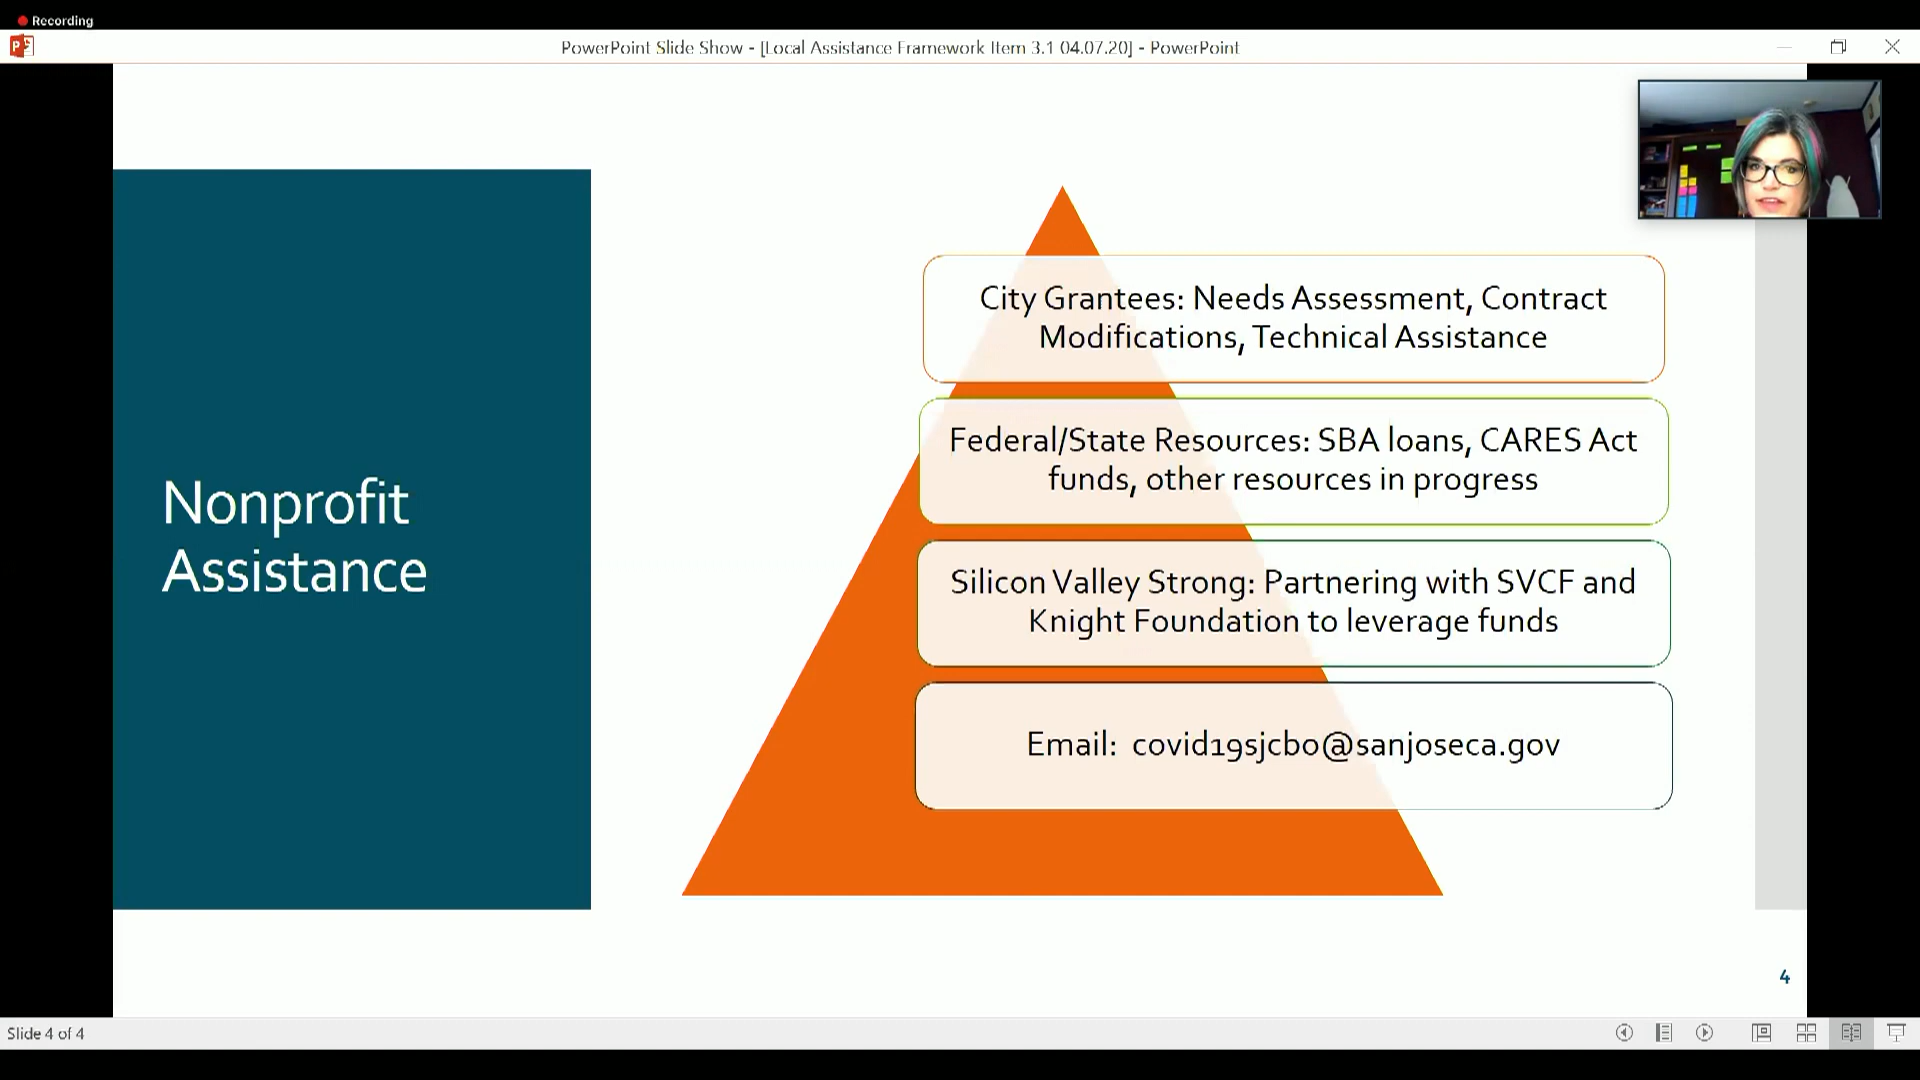 Recording
PowerPoint Slide Show - [Local Assistance Framework Item 3.1 04.07.20] - PowerPoint
Nonprofit
Assistance
City Grantees: Needs Assessment, Contract
Modifications, Technical Assistance
Federal/State Resources: SBA loans, CARES Act
funds, other resources in progress
Silicon Valley Strong: Partnering with SVCF and
Knight Foundation to leverage funds
Email: covid19sjcbo@sanjoseca.gov
4
Slide 4 of 4